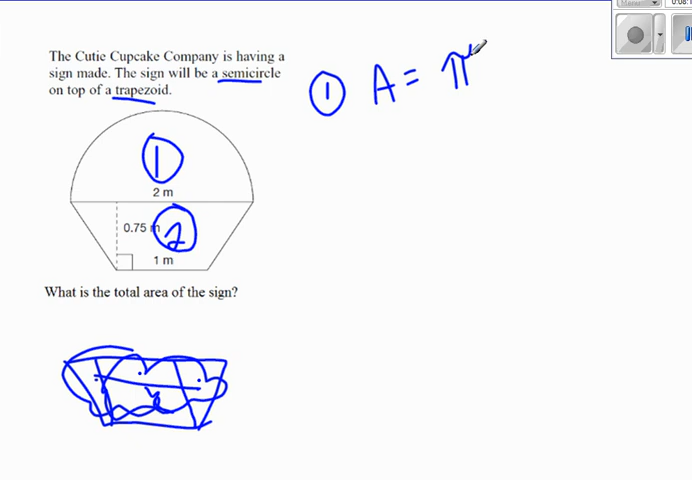 The Cutie Cupcake Company is having a
sign made. The sign will be a semicircle
on top of a trapezoid.
① A = π
①
2 m
0.75
②
1 m
What is the total area of the sign?